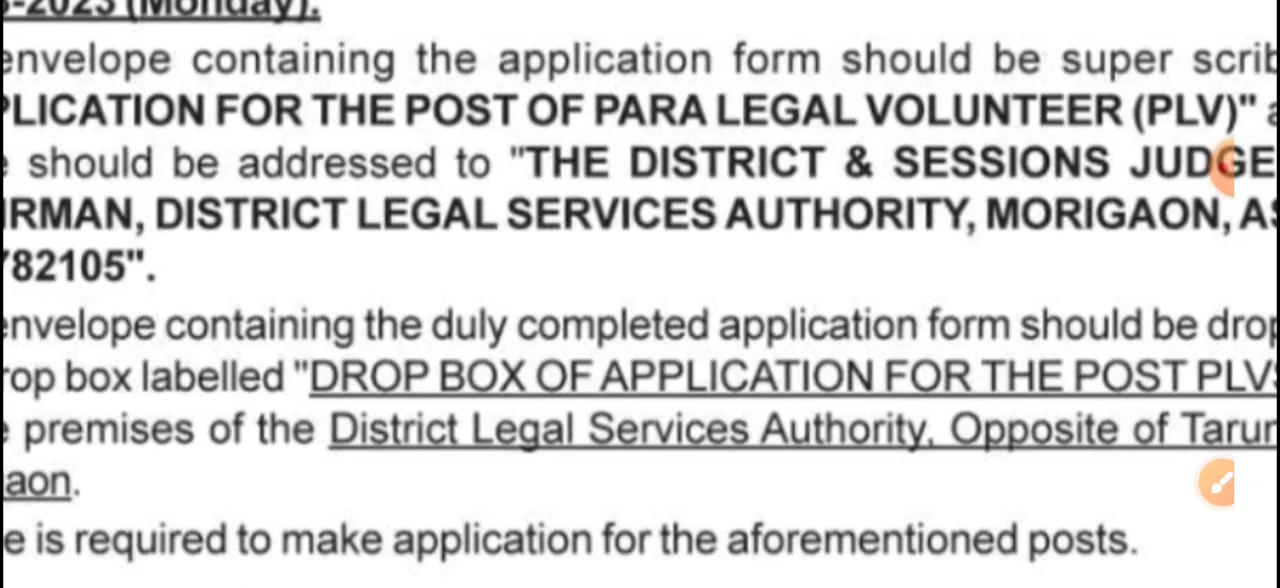 -2023 (Monday).
envelope containing the application form should be super scrib
PLICATION FOR THE POST OF PARA LEGAL VOLUNTEER (PLV)" a
e should be addressed to "THE DISTRICT & SESSIONS JUDGE
IRMAN, DISTRICT LEGAL SERVICES AUTHORITY, MORIGAON, AS
782105".
envelope containing the duly completed application form should be drop
rop box labelled "DROP BOX OF APPLICATION FOR THE POST PLVS
e premises of the District Legal Services Authority, Opposite of Tarun
aon.
e is required to make application for the aforementioned posts.